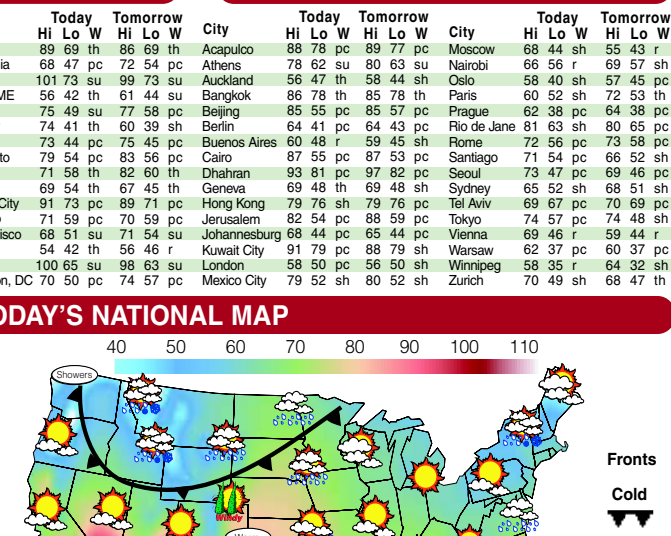 Today Tomorrow Today Tomorrow Today Tomorrow
Hi Lo W Hi Lo W City Hi Lo W Hi Lo W City Hi Lo W Hi Lo W
89 69 th 86 69 th Acapulco 88 78 pc 89 77 pc Moscow 68 44 sh 55 43 r
ia 68 47 pc 72 54 pc Athens 78 62 su 80 63 su Nairobi 66 56 r 69 57 sh
101 73 su 99 73 su Auckland 56 47 th 58 44 sh Oslo 58 40 sh 57 45 pc
ME 56 42 th 61 44 su Bangkok 86 78 th 85 78 th Paris 60 52 sh 72 53 th
75 49 su 77 58 pc Beijing 85 55 pc 85 57 pc Prague 62 38 pc 64 38 pc
74 41 th 60 39 sh Berlin 64 41 pc 64 43 pc Rio de Jane 81 63 sh 80 65 pc
73 44 pc 75 45 pc Buenos Aires 60 48 r 59 45 sh Rome 72 56 pc 73 58 pc
to 79 54 pc 83 56 pc Cairo 87 55 pc 87 53 pc Santiago 71 54 pc 66 52 sh
71 58 th 82 60 th Dhahran 93 81 pc 97 82 pc Seoul 73 47 pc 69 46 pc
69 54 th 67 45 th Geneva 69 48 th 69 48 sh Sydney 65 52 sh 68 51 sh
City 91 73 pc 89 71 pc Hong Kong 79 76 sh 79 76 pc Tel Aviv 69 67 pc 70 69 pc
71 59 pc 70 59 pc Jerusalem 82 54 pc 88 59 pc Tokyo 74 57 pc 74 48 sh
isco 68 51 su 71 54 su Johannesburg 68 44 pc 65 44 pc Vienna 69 46 r 59 44 r
54 42 th 56 46 r Kuwait City 91 79 pc 88 79 sh Warsaw 62 37 pc 60 37 pc
100 65 su 98 63 su London 58 50 pc 56 50 sh Winnipeg 58 35 r 64 32 sh
n, DC 70 50 pc 74 57 pc Mexico City 79 52 sh 80 52 sh Zurich 70 49 sh 68 47 th
ODAY'S NATIONAL MAP
40 50 60 70 80 90 100 110
Showers
Fronts
Cold
Windy